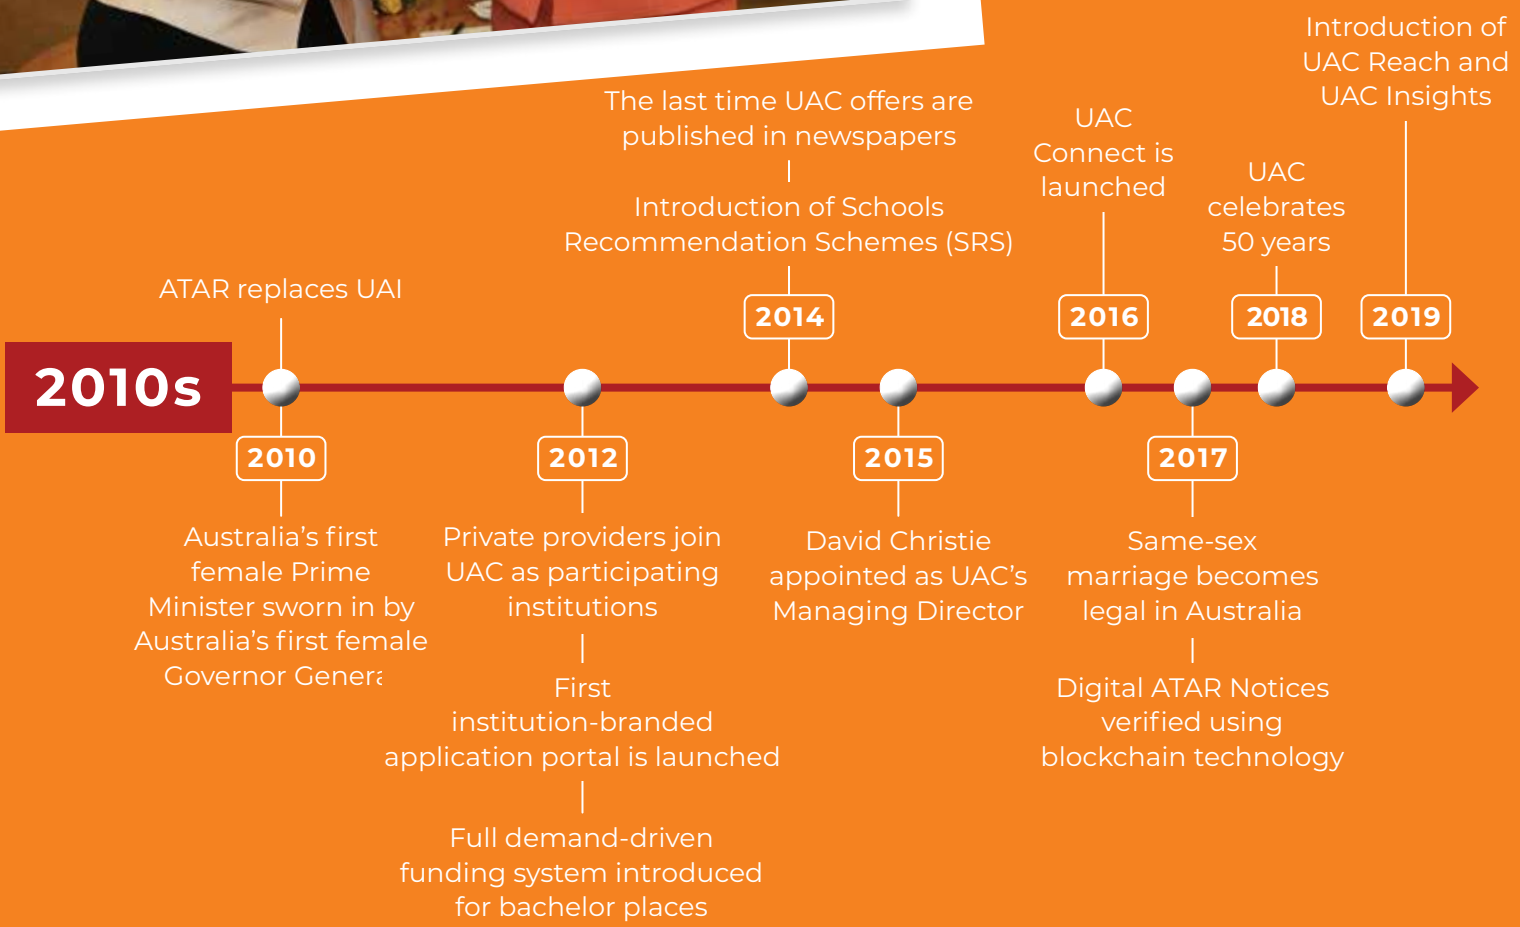 2010s
ATAR replaces UAI
2010
Australia’s first
female Prime
Minister sworn in by
Australia’s first female
Governor
2012
Private providers join
UAC as participating
institutions
First
institution-branded
application portal is launched
Full demand-driven
funding system introduced
for bachelor places
The last time UAC offers are
published in newspapers
Introduction of Schools
Recommendation Schemes (SRS)
2014
2015
David Christie
appointed as UAC’s
Managing Director
UAC
Connect is
launched
2016
2017
Same-sex
marriage becomes
legal in Australia
Digital ATAR Notices
verified using
blockchain technology
UAC
celebrates
50 years
2018
Introduction of
UAC Reach and
UAC Insights
2019